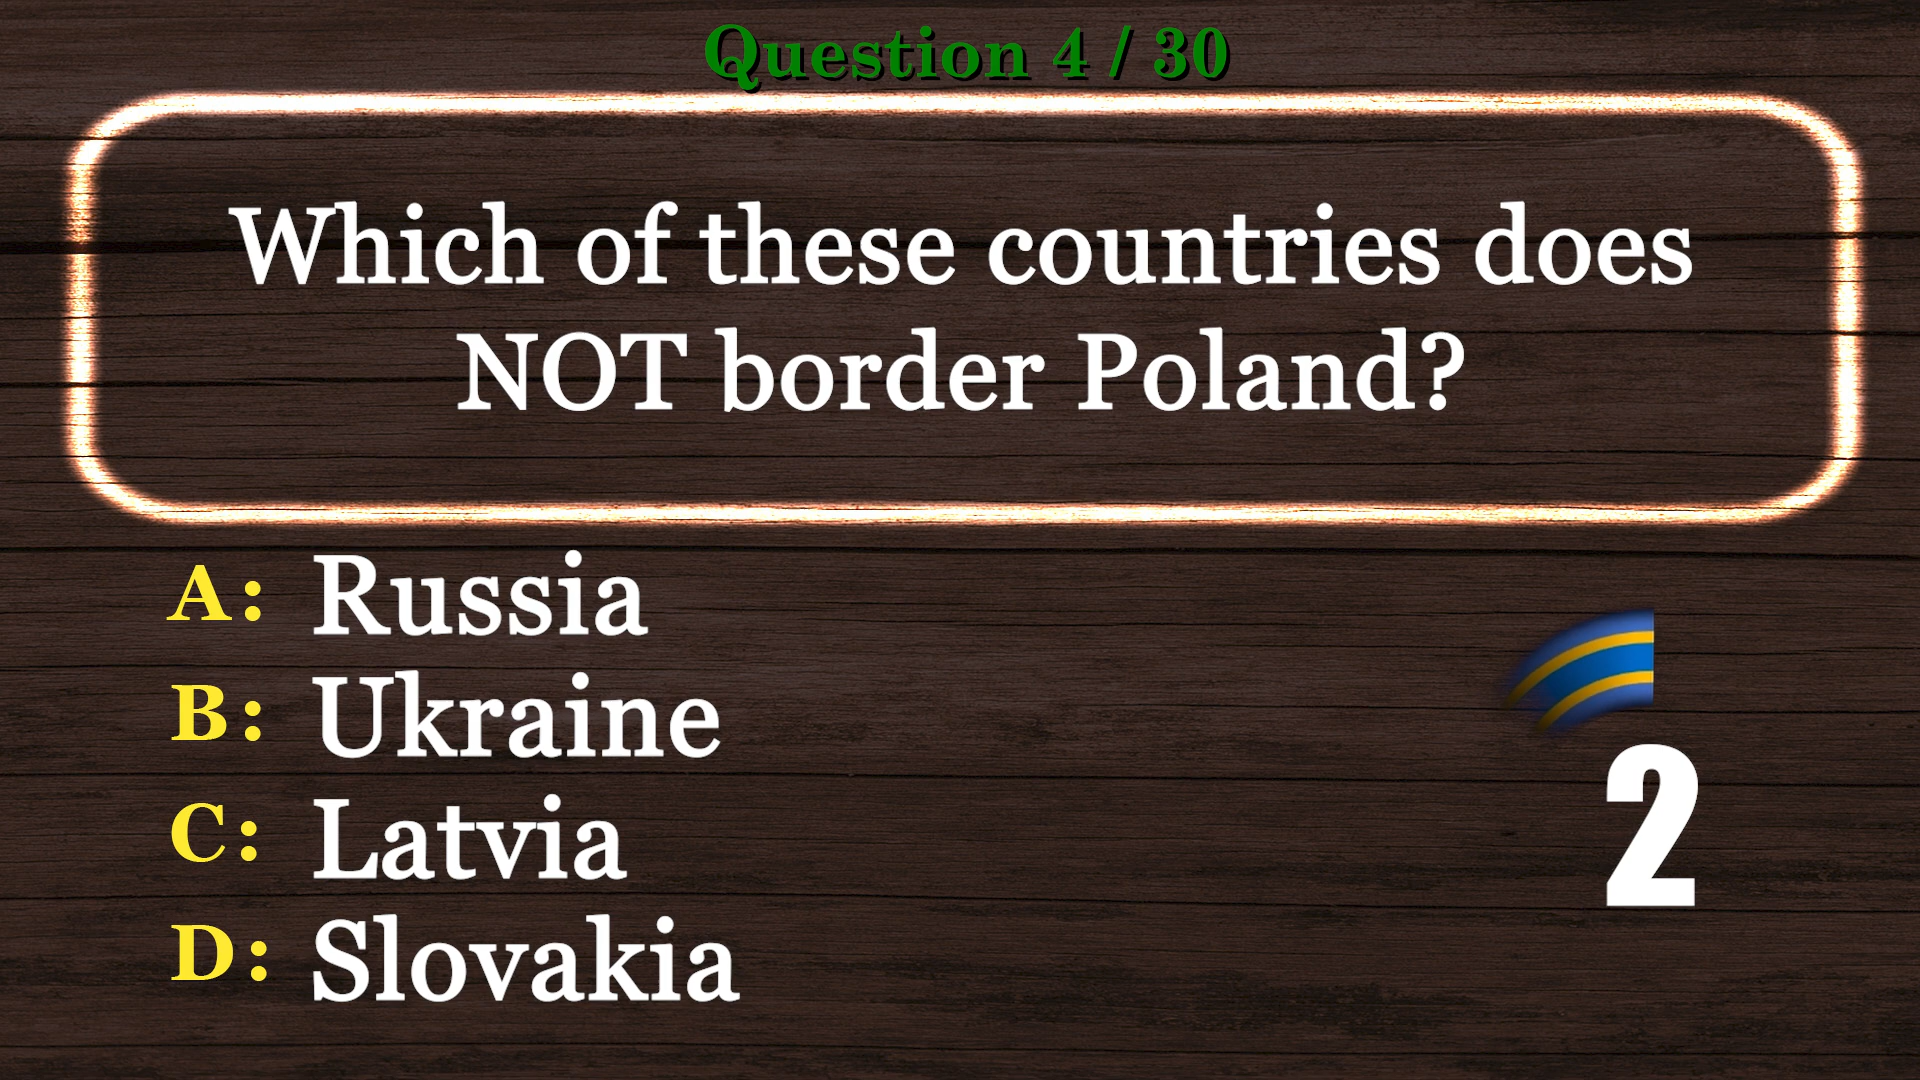 Question 4 / 30
Which of these countries does
NOT border Poland?
A: Russia
B: Ukraine
C: Latvia
D: Slovakia
2